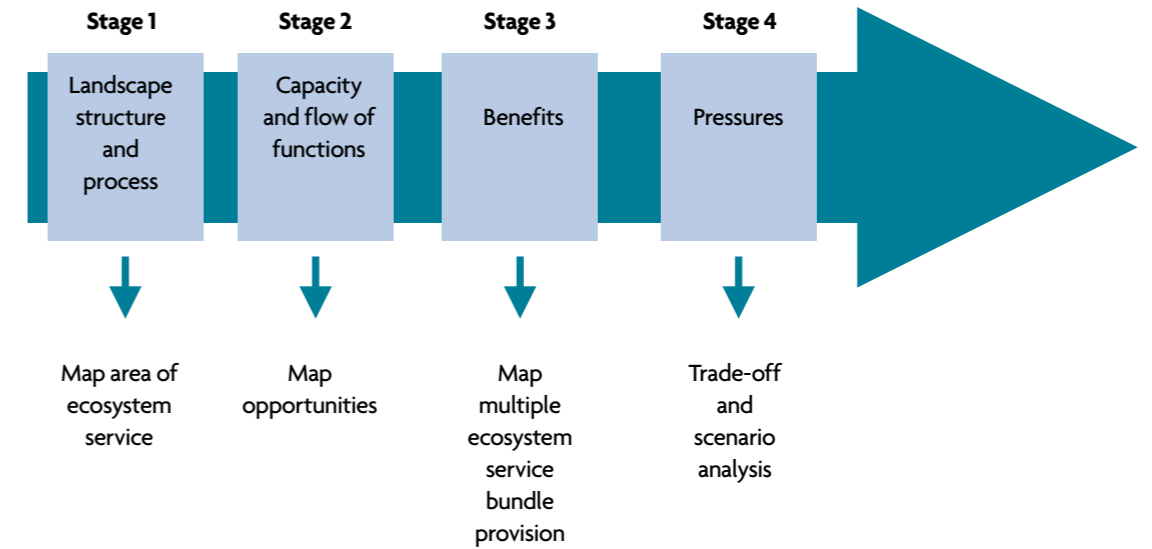 Stage 1
Stage 2
Stage 3
Stage 4
Landscape
structure
and
process
Capacity
and flow of
functions
Benefits
Pressures
Map area of
ecosystem
service
Map
opportunities
Map
multiple
ecosystem
service
bundle
provision
Trade-off
and
scenario
analysis